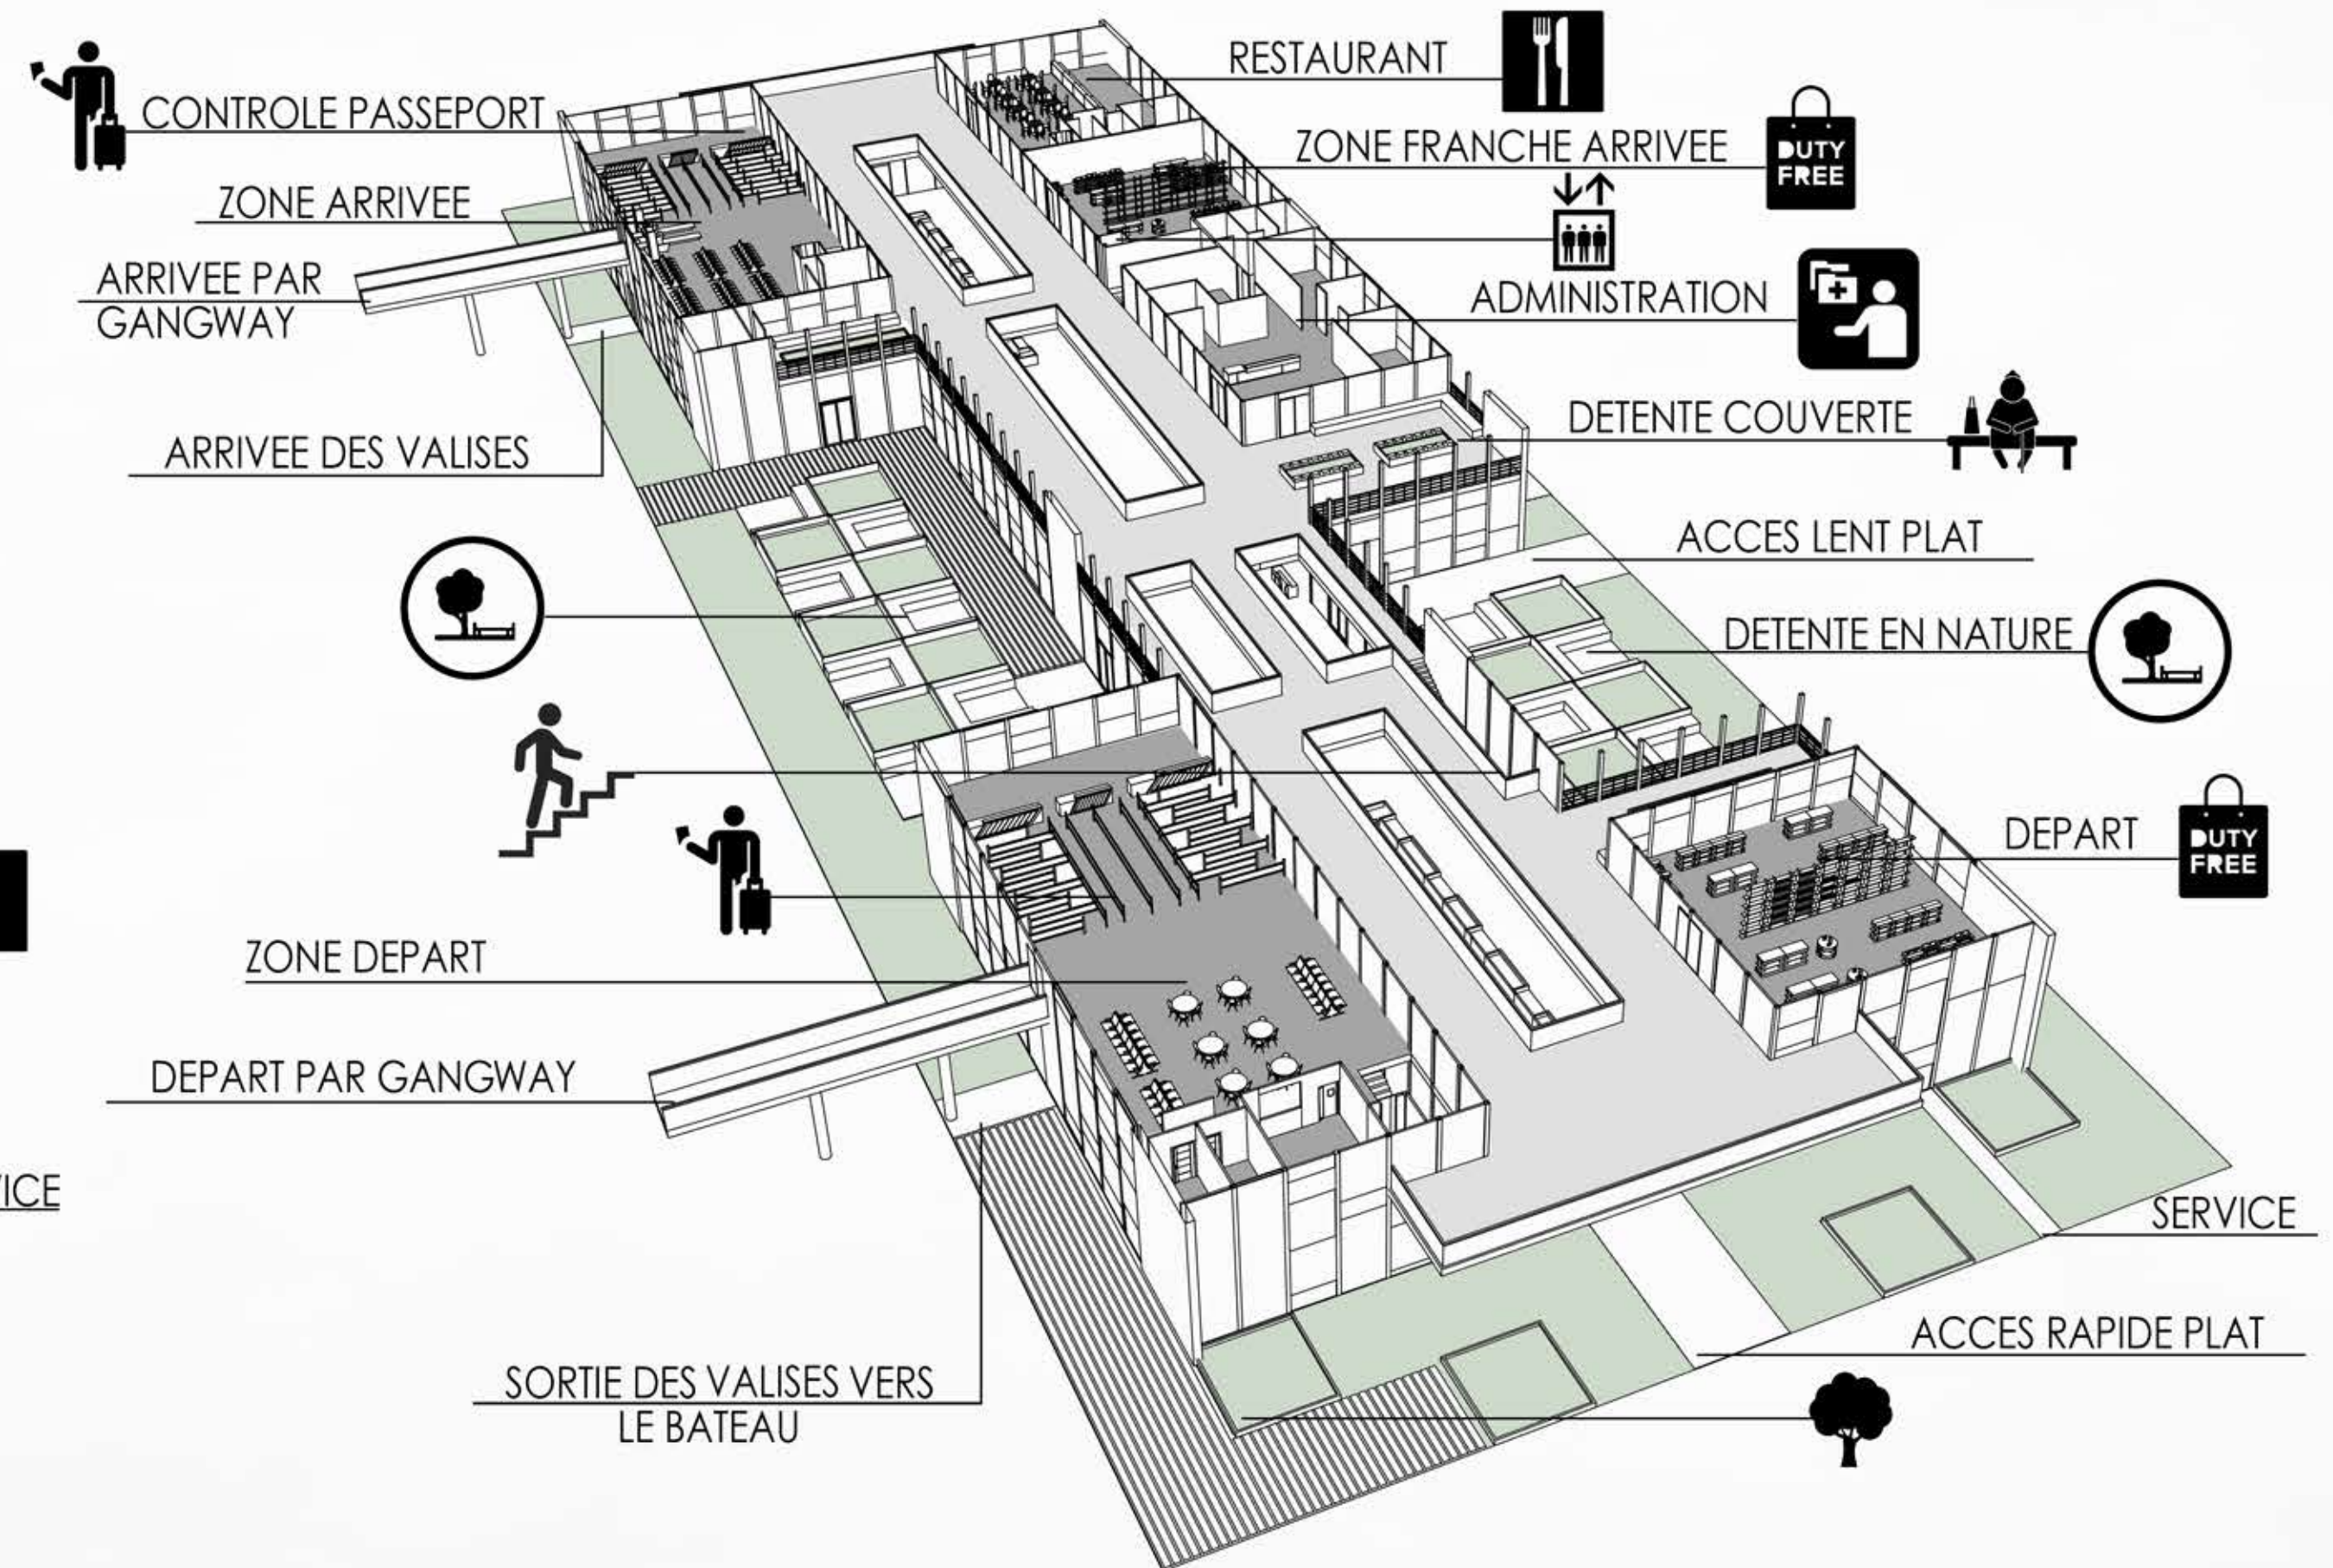 RESTAURANT
CONTROLE PASSEPORT
ZONE FRANCHE ARRIVEE
DUTY
FREE
ZONE ARRIVEE
ARRIVEE PAR
GANGWAY
ADMINISTRATION
DETENTE COUVERTE
ARRIVEE DES VALISES
ACCES LENT PLAT
DETENTE EN NATURE
DEPART
DUTY
FREE
ZONE DEPART
DEPART PAR GANGWAY
SERVICE
ACCES RAPIDE PLAT
SORTIE DES VALISES VERS
LE BATEAU